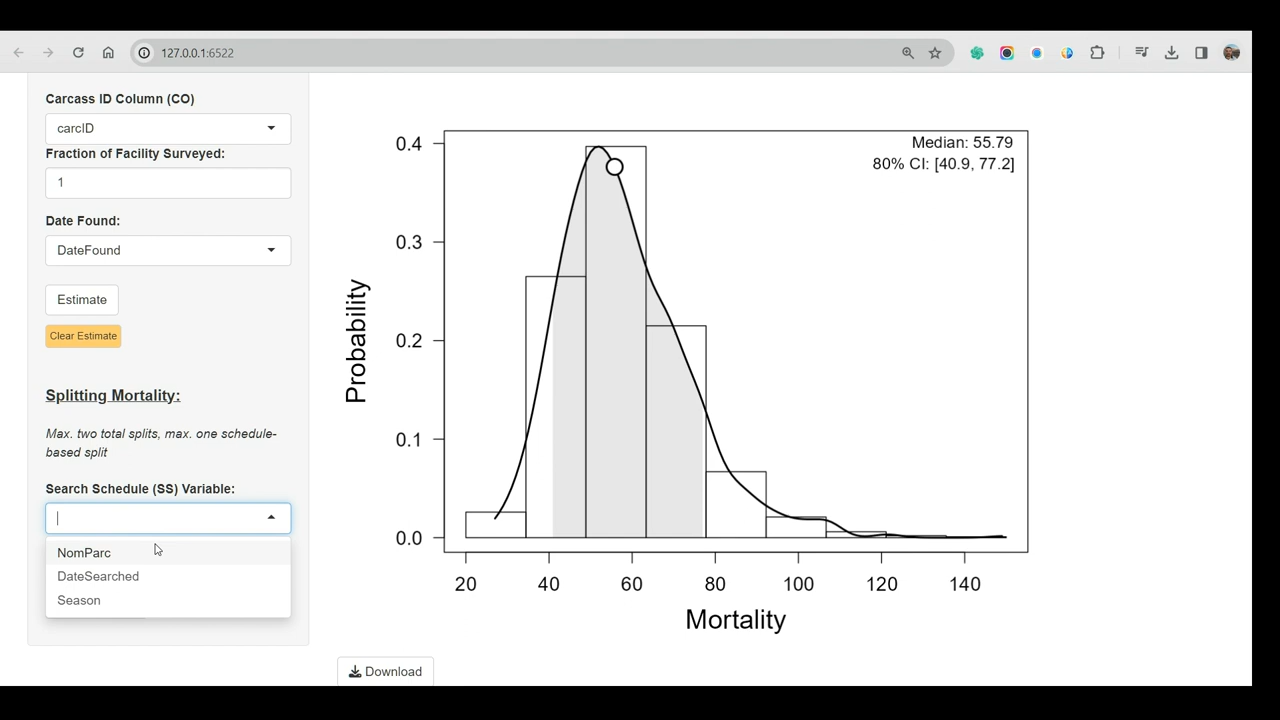 127.0.0.1:6522
Carcass ID Column (CO)
carcID
Fraction of Facility Surveyed:
1
Date Found:
DateFound
Estimate
Clear Estimate
Splitting Mortality:
Max. two total splits, max. one schedule-
based split
Search Schedule (SS) Variable:
NomParc
DateSearched
Season
Median: 55.79
80% CI: [40.9, 77.2]
0.4
0.3
0.2
0.1
0.0
Probability
20 40 60 80 100 120 140
Mortality
Download